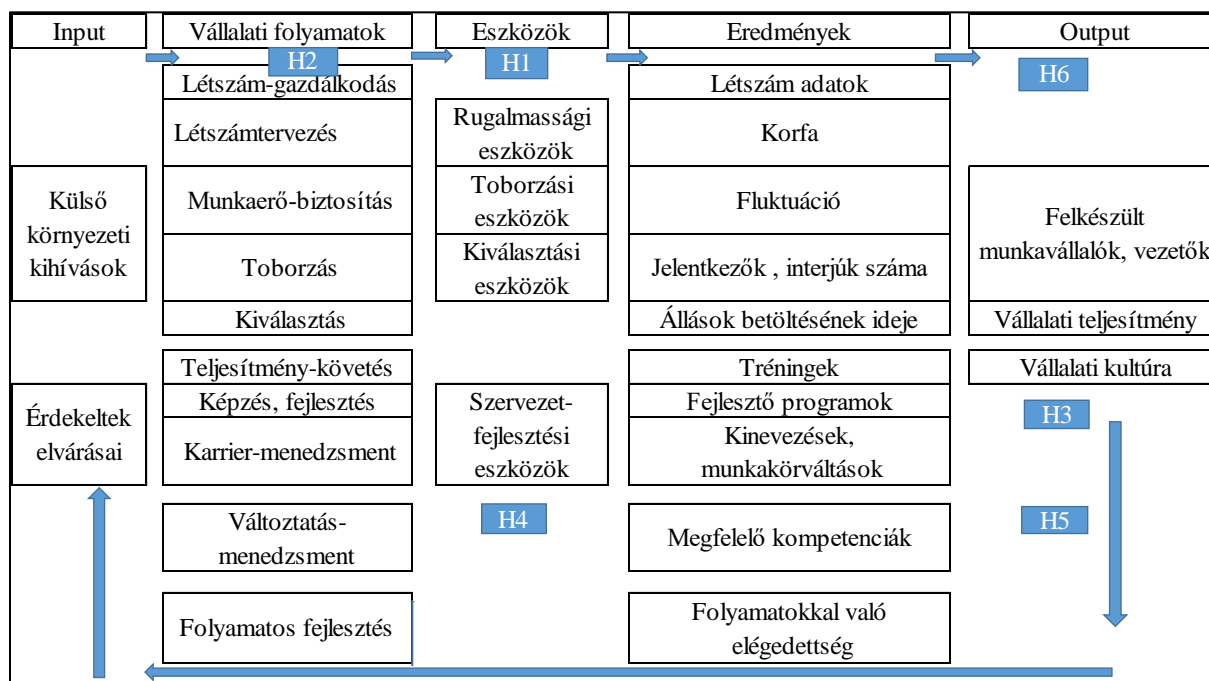 Input
Vállalati folyamatok
Eszközök
Eredmények
Output
H2
H1
H6
Létszám-gazdálkodás
Létszámtervezés
Munkaerő-biztosítás
Toborzás
Kiválasztás
Teljesítmény-követés
Képzés, fejlesztés
Karrier-menedzsment
Változtatás-
menedzsment
Folyamatos fejlesztés
Külső
környezeti
kihívások
Érdekeltek
elvárásai
Rugalmassági
eszközök
Toborzási
eszközök
Kiválasztási
eszközök
Szervezet-
fejlesztési
eszközök
H4
Létszám adatok
Korfa
Fluktuáció
Jelentkezők , interjúk száma
Állások betöltésének ideje
Tréningek
Fejlesztő programok
Kinevezések,
munkakörváltások
Megfelelő kompetenciák
Folyamatokkal való
elégedettség
Felkészült
munkavállalók, vezetők
Vállalati teljesítmény
Vállalati kultúra
H3
H5